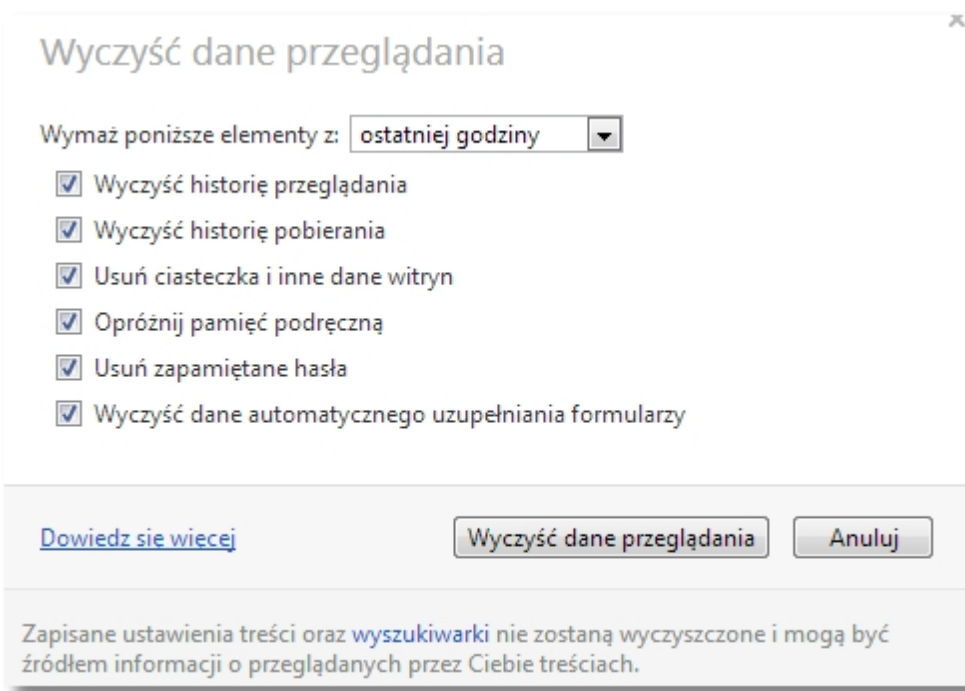 Wyczyść dane przeglądania
Wymaż poniższe elementy z: ostatniej godziny
Wyczyść historię przeglądania
Wyczyść historię pobierania
Usuń ciasteczka i inne dane witryn
Opróżnij pamięć podręczną
Usuń zapamiętane hasła
Wyczyść dane automatycznego uzupełniania formularzy
Dowiedz się więcej Wyczyść dane przeglądania Anuluj
Zapisane ustawienia treści oraz wyszukiwarki nie zostaną wyczyszczone i mogą być
źródłem informacji o przeglądanych przez Ciebie treściach.